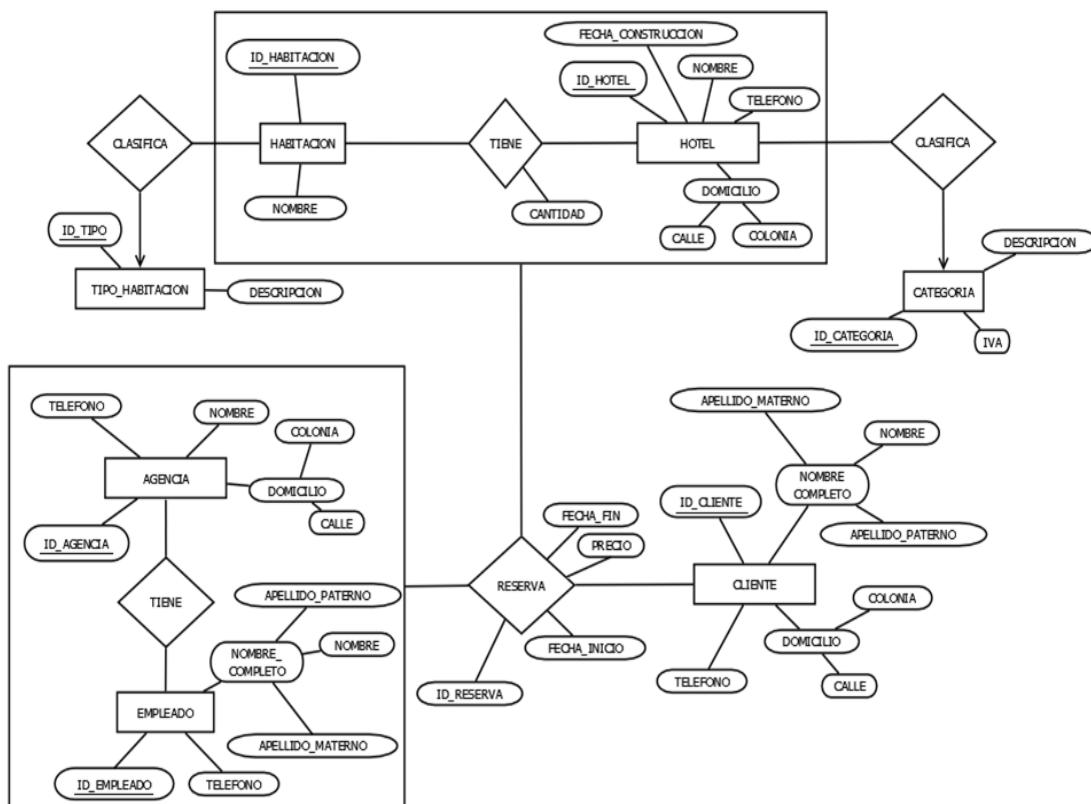 FECHA_CONSTRUCCION
ID_HABITACION
NOMBRE
ID_HOTEL
TELEFONO
CLASIFICA
HABITACION
TIENE
HOTEL
CLASIFICA
DOMICILIO
NOMBRE
CANTIDAD
CALLE
COLONIA
ID_TIPO
DESCRIPCION
TIPO_HABITACION
DESCRIPCION
CATEGORIA
ID_CATEGORIA
IVA
TELEFONO
NOMBRE
COLONIA
AGENCIA
DOMICILIO
CALLE
ID_AGENCIA
TIENE
APELLIDO_PATERNO
NOMBRE_
COMPLETO
NOMBRE
EMPLEADO
APELLIDO_MATERNO
ID_EMPLEADO
TELEFONO
APELLIDO_MATERNO
NOMBRE
NOMBRE
COMPLETO
ID_CLIENTE
APELLIDO_PATERNO
FECHA_FIN
PRECIO
RESERVA
CLIENTE
COLONIA
FECHA_INICIO
DOMICILIO
ID_RESERVA
TELEFONO
CALLE